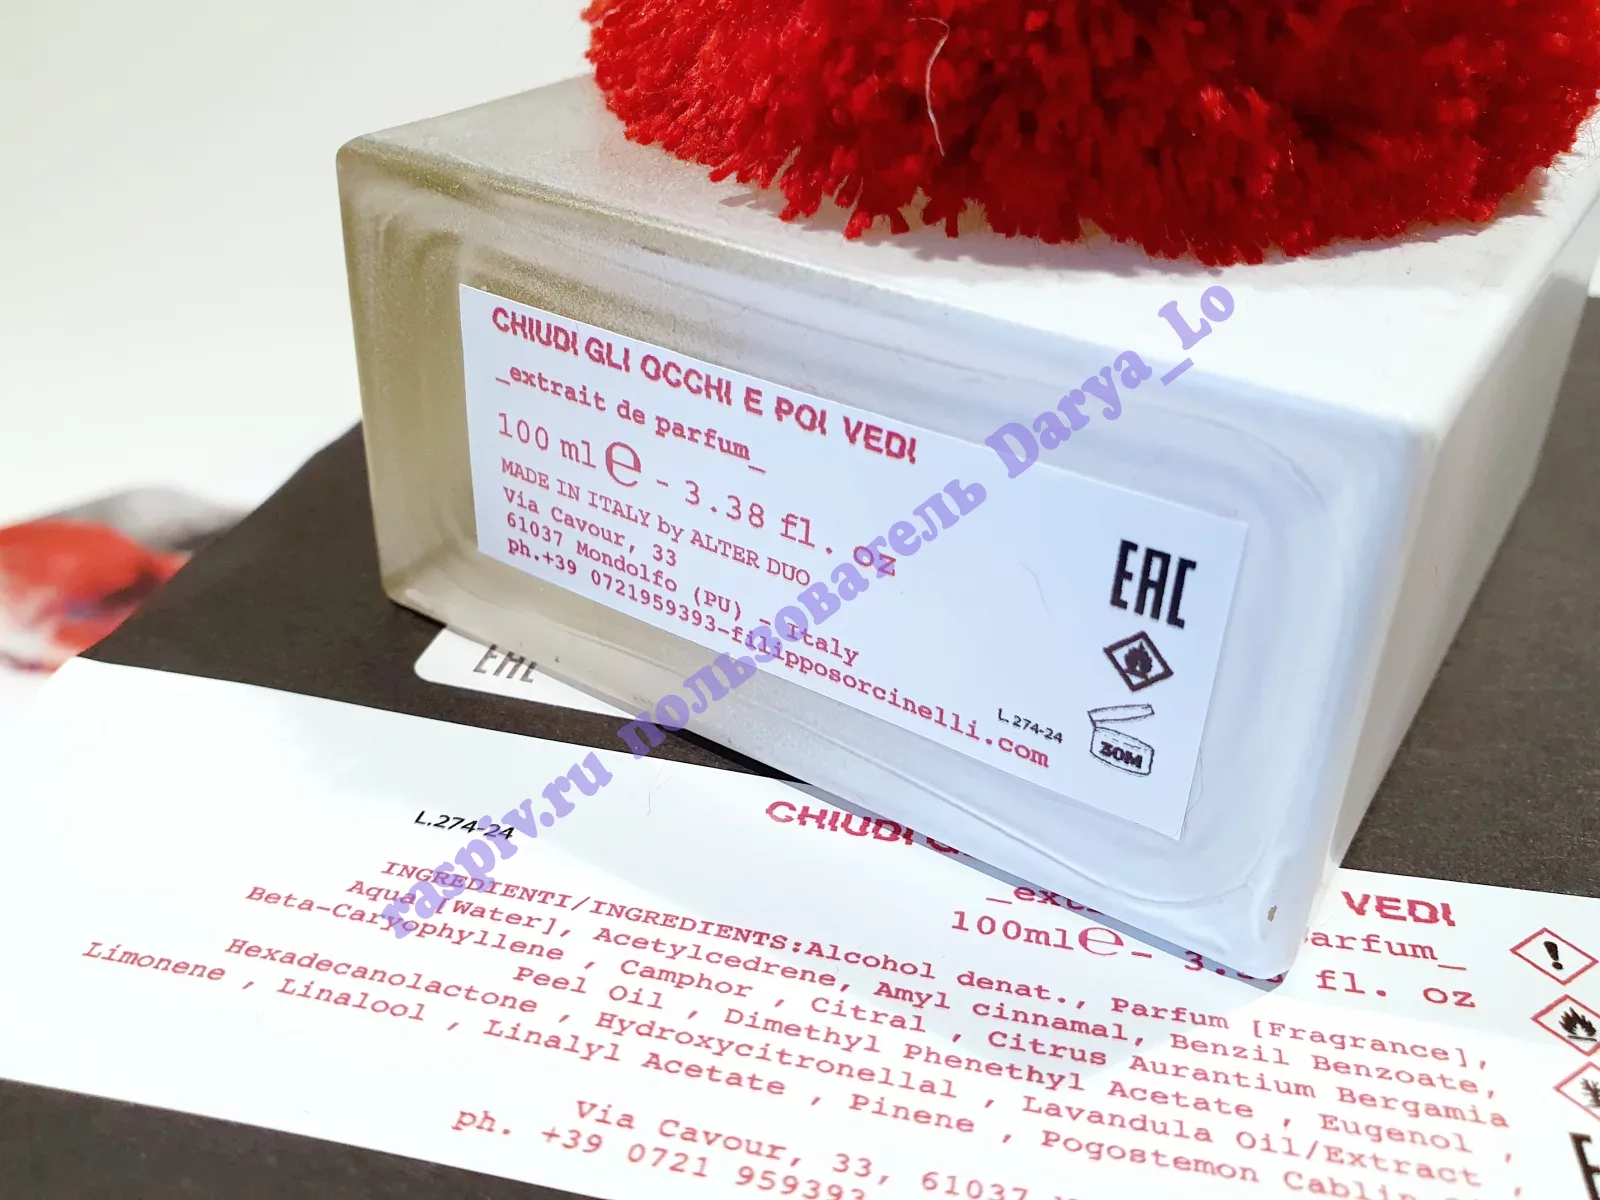 CHIUDI GLI OCCHI E POI VEDI
_extrait de parfum_
100 ml e - 3.38 fl. oz
MADE IN ITALY by ALTER DUO
Via Cavour, 33
61037 Mondolfo (PU) - Italy
ph.+39 0721959393-filipposorcinelli.com
L.274-24
EAC
30M
raspiv.ru пользователь Darya_Lo
EAC
L.274-24
CHIUDI VEDI
100ml e - fl. oz
INGREDIENTI/INGREDIENTS:Alcohol denat., Parfum [Fragrance],
Aqua [Water], Acetylcedrene, Amyl cinnamal, Benzil Benzoate,
Beta-Caryophyllene , Camphor , Citral , Citrus Aurantium Bergamia
Peel Oil , Dimethyl Phenethyl Acetate , Eugenol ,
Hexadecanolactone , Hydroxycitronellal , Lavandula Oil/Extract ,
Limonene , Linalool , Linalyl Acetate , Pinene , Pogostemon
Via Cavour, 33, 61037
ph. +39 0721 959393